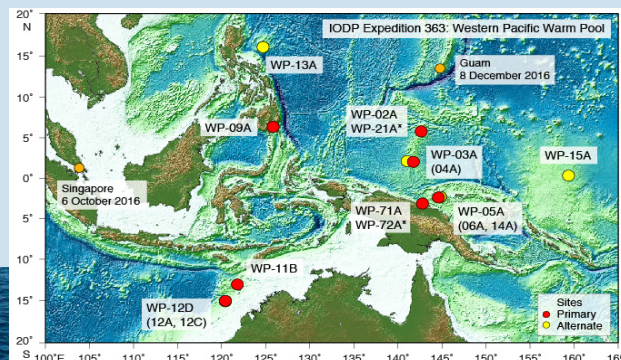 IODP Expedition 363: Western Pacific Warm Pool
20°
N
15°
10°
5°
0°
5°
10°
15°
20°
S
WP-13A
Guam
8 December 2016
WP-09A
WP-02A
WP-21A*
WP-03A
(04A)
WP-15A
Singapore
6 October 2016
WP-71A
WP-72A*
WP-05A
(06A, 14A)
WP-11B
WP-12D
(12A, 12C)
Sites
Primary
Alternate
100°E 105° 110° 115° 120° 125° 130° 135° 140° 145° 150° 155° 160°